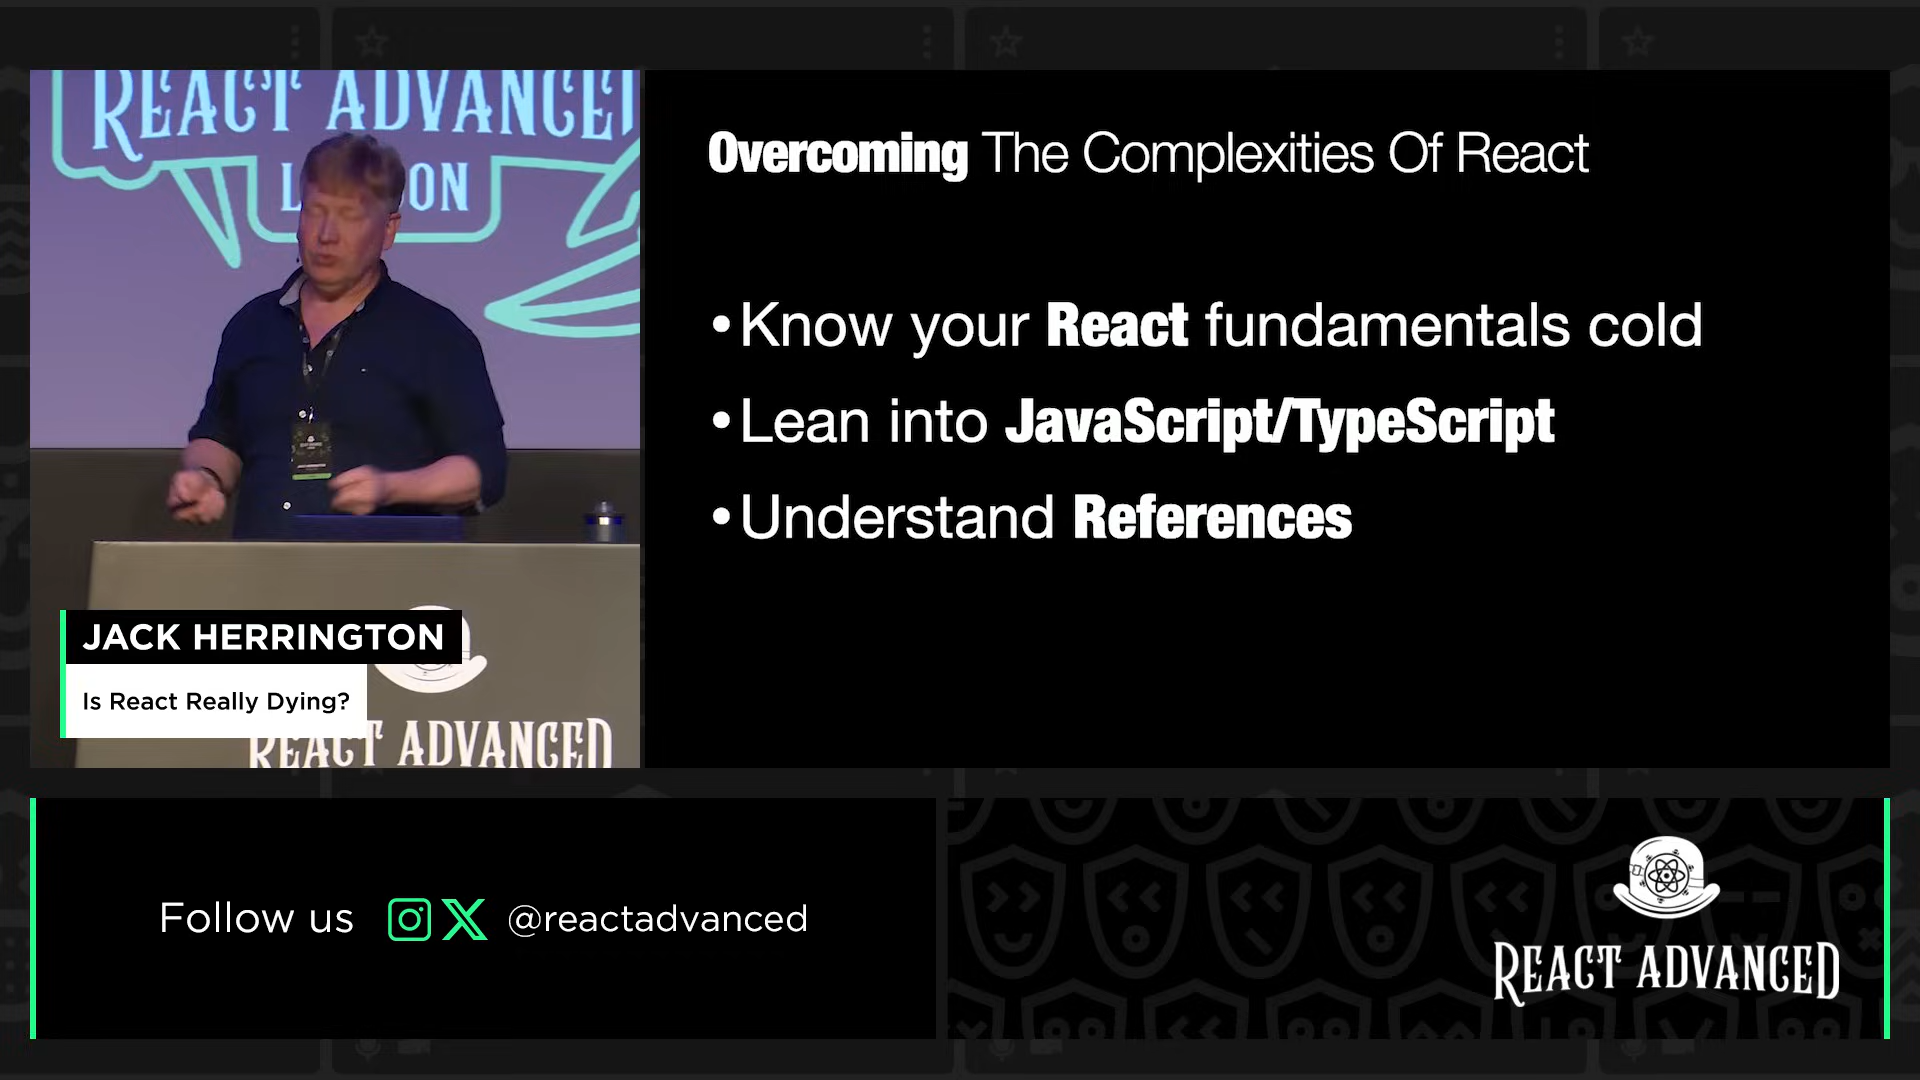 REACT ADVANCED
LONDON
Overcoming The Complexities Of React
•Know your React fundamentals cold
•Lean into JavaScript/TypeScript
•Understand References
JACK HERRINGTON
Is React Really Dying?
REACT ADVANCED
Follow us @reactadvanced
REACT ADVANCED